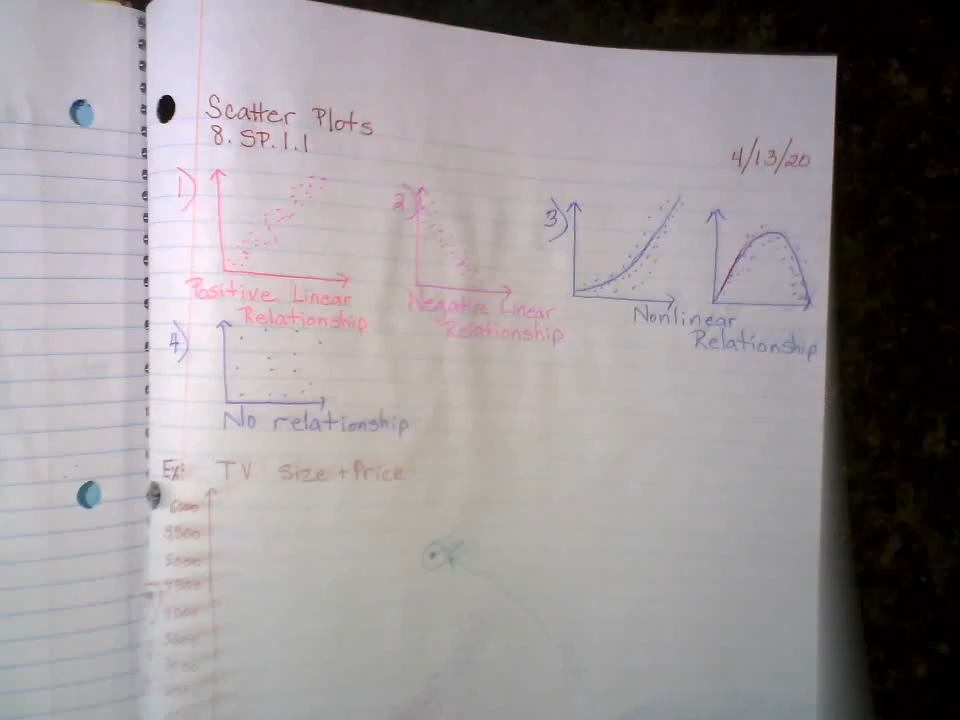 Scatter Plots
8. SP.1.1
4/13/20
1)
Positive Linear
Relationship
2)
Negative Linear
Relationship
3)
Nonlinear
Relationship
4)
No relationship
Ex: TV Size + Price
6000
5500
5000
4500